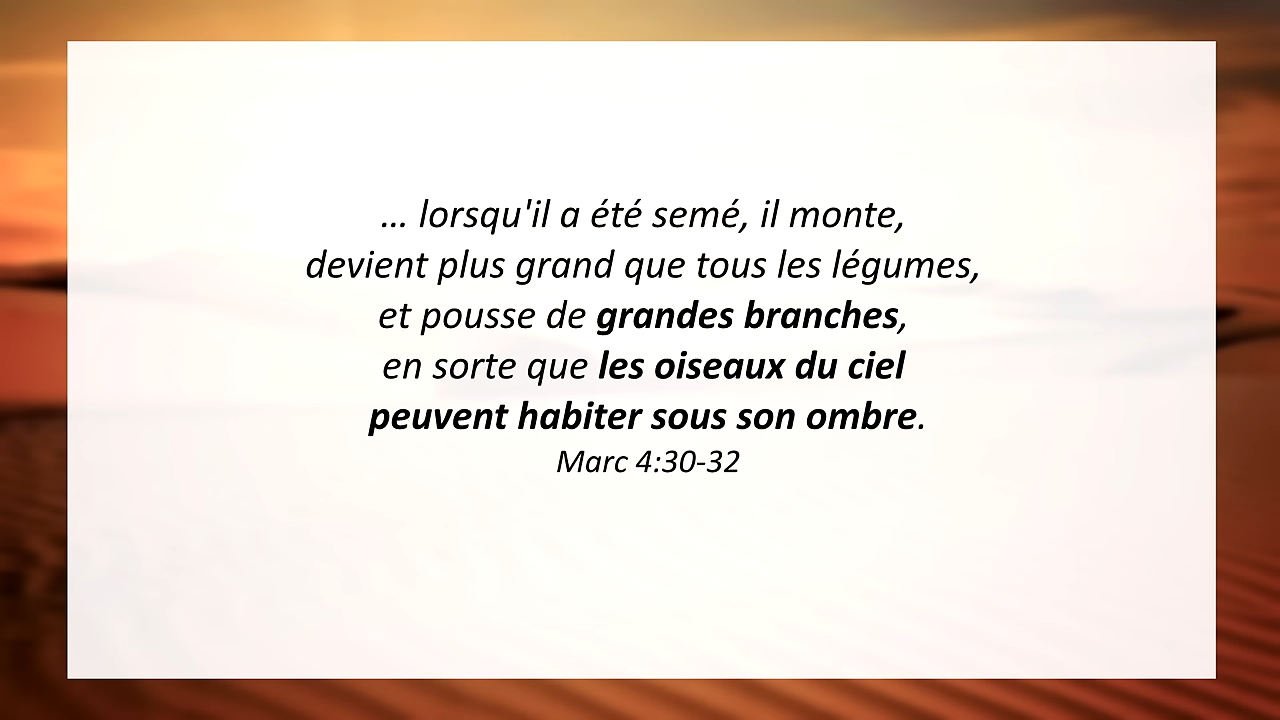 ... lorsqu'il a été semé, il monte,
devient plus grand que tous les légumes,
et pousse de grandes branches,
en sorte que les oiseaux du ciel
peuvent habiter sous son ombre.
Marc 4:30-32